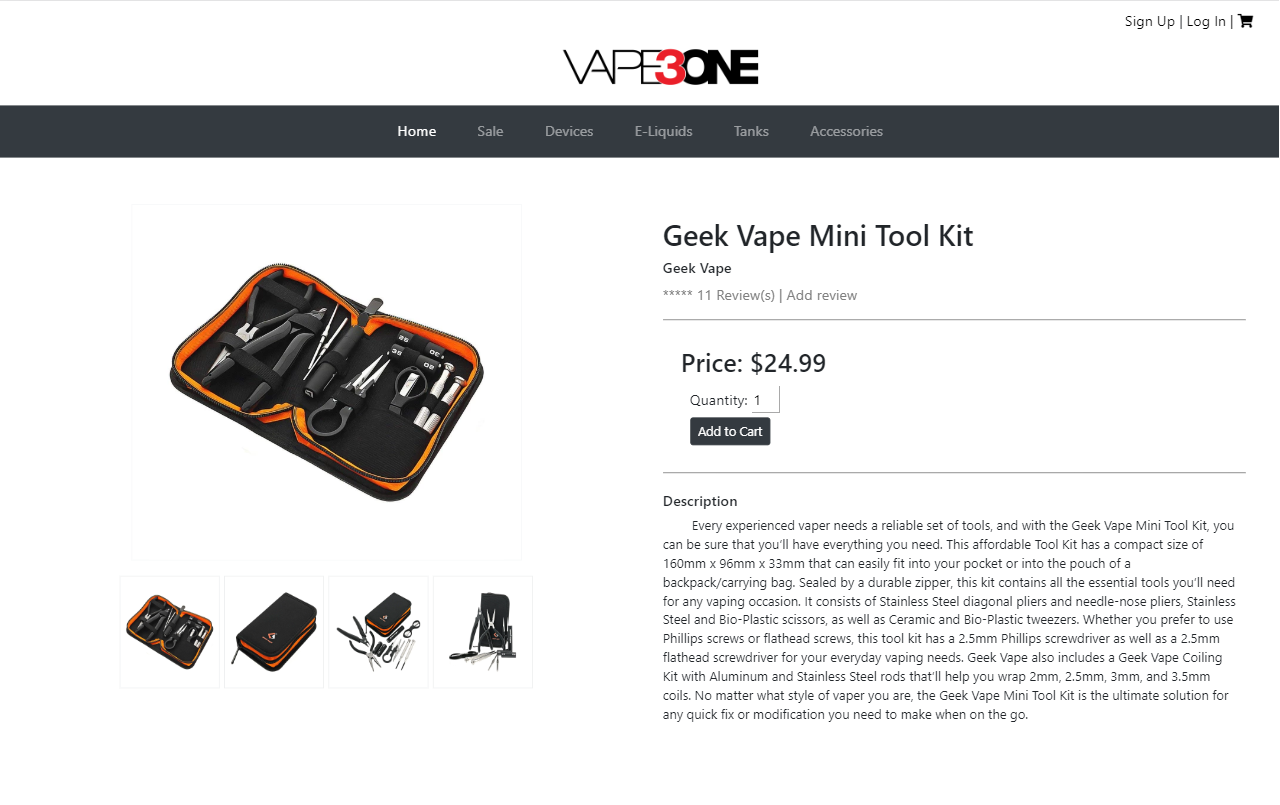 Sign Up | Log In |
VAPE3ONE
Home Sale Devices E-Liquids Tanks Accessories
Geek Vape Mini Tool Kit
Geek Vape
***** 11 Review(s) | Add review
Price: $24.99
Quantity: 1
Add to Cart
Description
Every experienced vaper needs a reliable set of tools, and with the Geek Vape Mini Tool Kit, you
can be sure that you'll have everything you need. This affordable Tool Kit has a compact size of
160mm x 96mm x 33mm that can easily fit into your pocket or into the pouch of a
backpack/carrying bag. Sealed by a durable zipper, this kit contains all the essential tools you'll need
for any vaping occasion. It consists of Stainless Steel diagonal pliers and needle-nose pliers, Stainless
Steel and Bio-Plastic scissors, as well as Ceramic and Bio-Plastic tweezers. Whether you prefer to use
Phillips screws or flathead screws, this tool kit has a 2.5mm Phillips screwdriver as well as a 2.5mm
flathead screwdriver for your everyday vaping needs. Geek Vape also includes a Geek Vape Coiling
Kit with Aluminum and Stainless Steel rods that'll help you wrap 2mm, 2.5mm, 3mm, and 3.5mm
coils. No matter what style of vaper you are, the Geek Vape Mini Tool Kit is the ultimate solution for
any quick fix or modification you need to make when on the go.
25
30
35
20